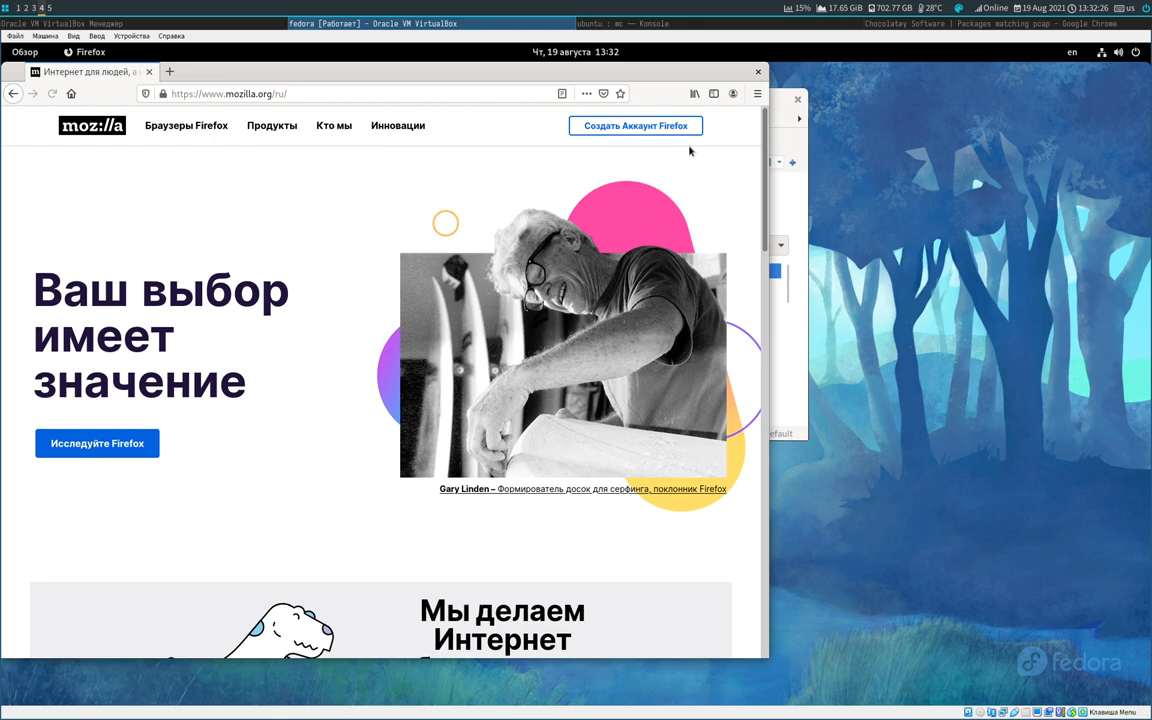 1 2 3 4 5
15%
17.65 GiB
702.77 GB
28°C
Online
19 Aug 2021
13:32:26
us
Oracle VM VirtualBox Менеджер
fedora [Работает] - Oracle VM VirtualBox
ubuntu : mc — Konsole
Chocolatey Software | Packages matching pcap - Google Chrome
Файл Машина Вид Ввод Устройства Справка
Обзор
Firefox
Чт, 19 августа 13:32
en
Интернет для людей, а
https://www.mozilla.org/ru/
moz://a
Браузеры Firefox
Продукты
Кто мы
Инновации
Создать Аккаунт Firefox
Ваш выбор
имеет
значение
Исследуйте Firefox
Gary Linden – Формирователь досок для серфинга, поклонник Firefox
Мы делаем
Интернет
efault
fedora
Клавиша Menu